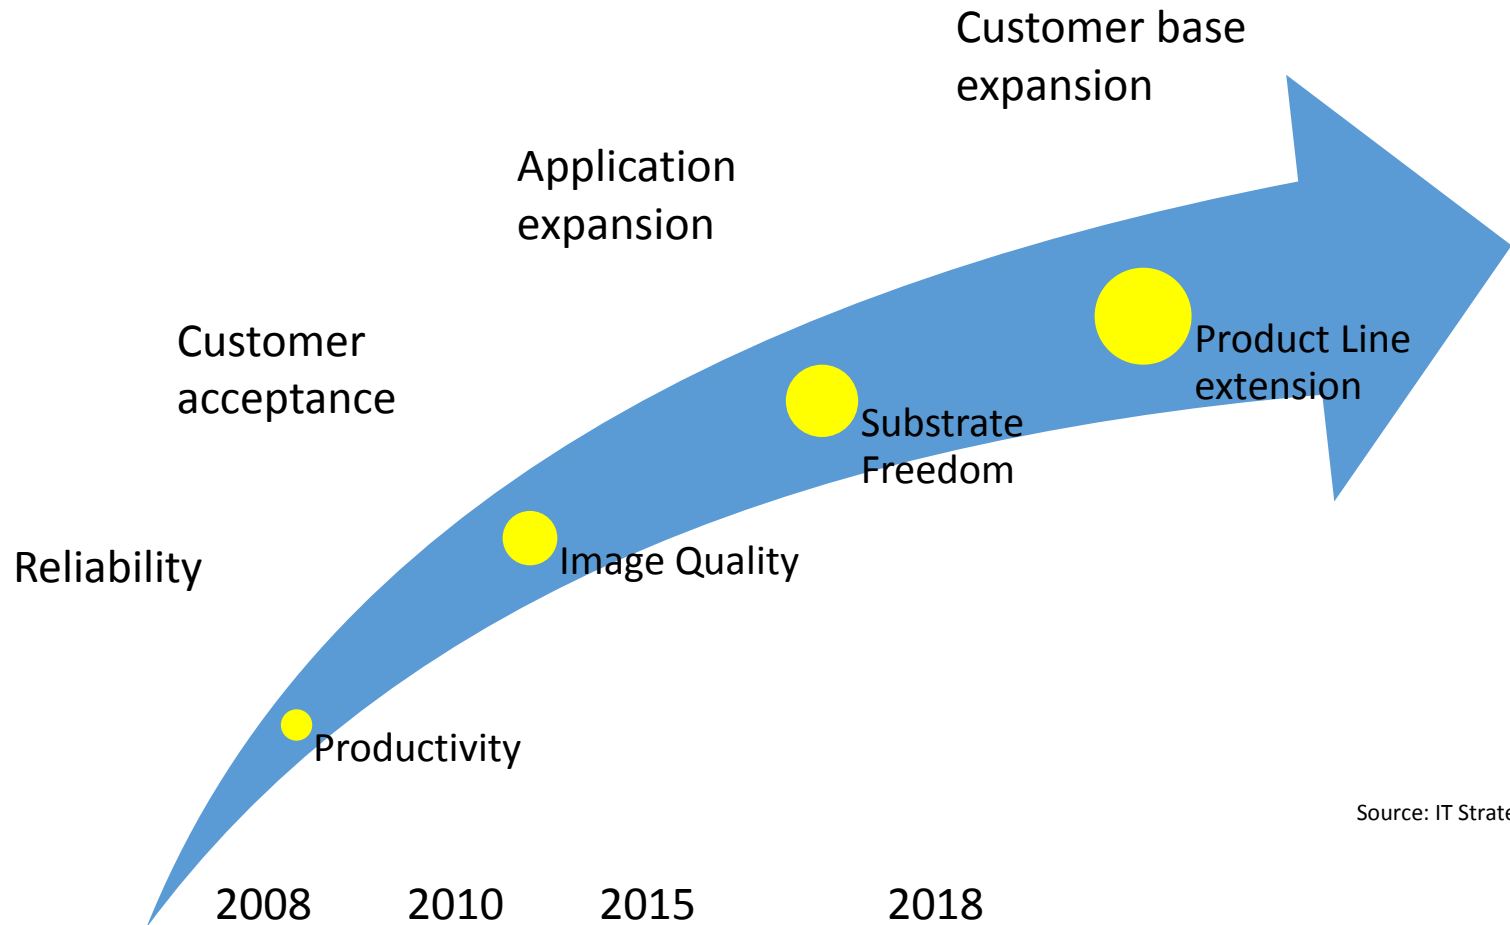 Customer base
expansion
Application
expansion
Customer
acceptance
Product Line
extension
Substrate
Freedom
Reliability
Image Quality
Productivity
Source: IT Strate
2008 2010 2015 2018